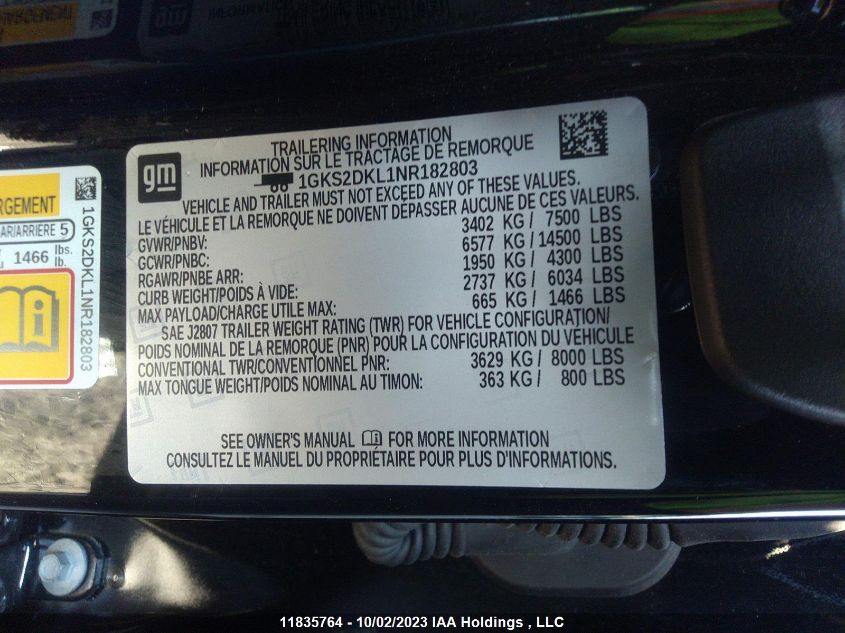 gm
TRAILERING INFORMATION
INFORMATION SUR LE TRACTAGE DE REMORQUE
1GKS2DKL1NR182803
VEHICLE AND TRAILER MUST NOT EXCEED ANY OF THESE VALUES.
LE VÉHICULE ET LA REMORQUE NE DOIVENT DÉPASSER AUCUNE DE CES VALEURS.
GVWR/PNBV: 3402 KG / 7500 LBS
GCWR/PNBC: 6577 KG / 14500 LBS
RGAWR/PNBE ARR: 1950 KG / 4300 LBS
CURB WEIGHT/POIDS À VIDE: 2737 KG / 6034 LBS
MAX PAYLOAD/CHARGE UTILE MAX: 665 KG / 1466 LBS
SAE J2807 TRAILER WEIGHT RATING (TWR) FOR VEHICLE CONFIGURATION/
POIDS NOMINAL DE LA REMORQUE (PNR) POUR LA CONFIGURATION DU VÉHICULE
CONVENTIONAL TWR/CONVENTIONNEL PNR: 3629 KG / 8000 LBS
MAX TONGUE WEIGHT/POIDS NOMINAL AU TIMON: 363 KG / 800 LBS
SEE OWNER'S MANUAL FOR MORE INFORMATION
CONSULTEZ LE MANUEL DU PROPRIÉTAIRE POUR PLUS D'INFORMATIONS.
RGEMENT
AR/ARRIERE 5
1466 lbs.
lb.
1GKS2DKL1NR182803
11835764 - 10/02/2023 IAA Holdings , LLC